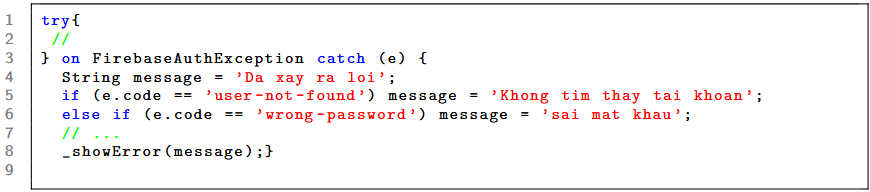 1 try{
2 //
3 } on FirebaseAuthException catch (e) {
4 String message = 'Da xay ra loi';
5 if (e.code == 'user-not-found') message = 'Khong tim thay tai khoan';
6 else if (e.code == 'wrong-password') message = 'sai mat khau';
7 // ...
8 _showError(message);}
9